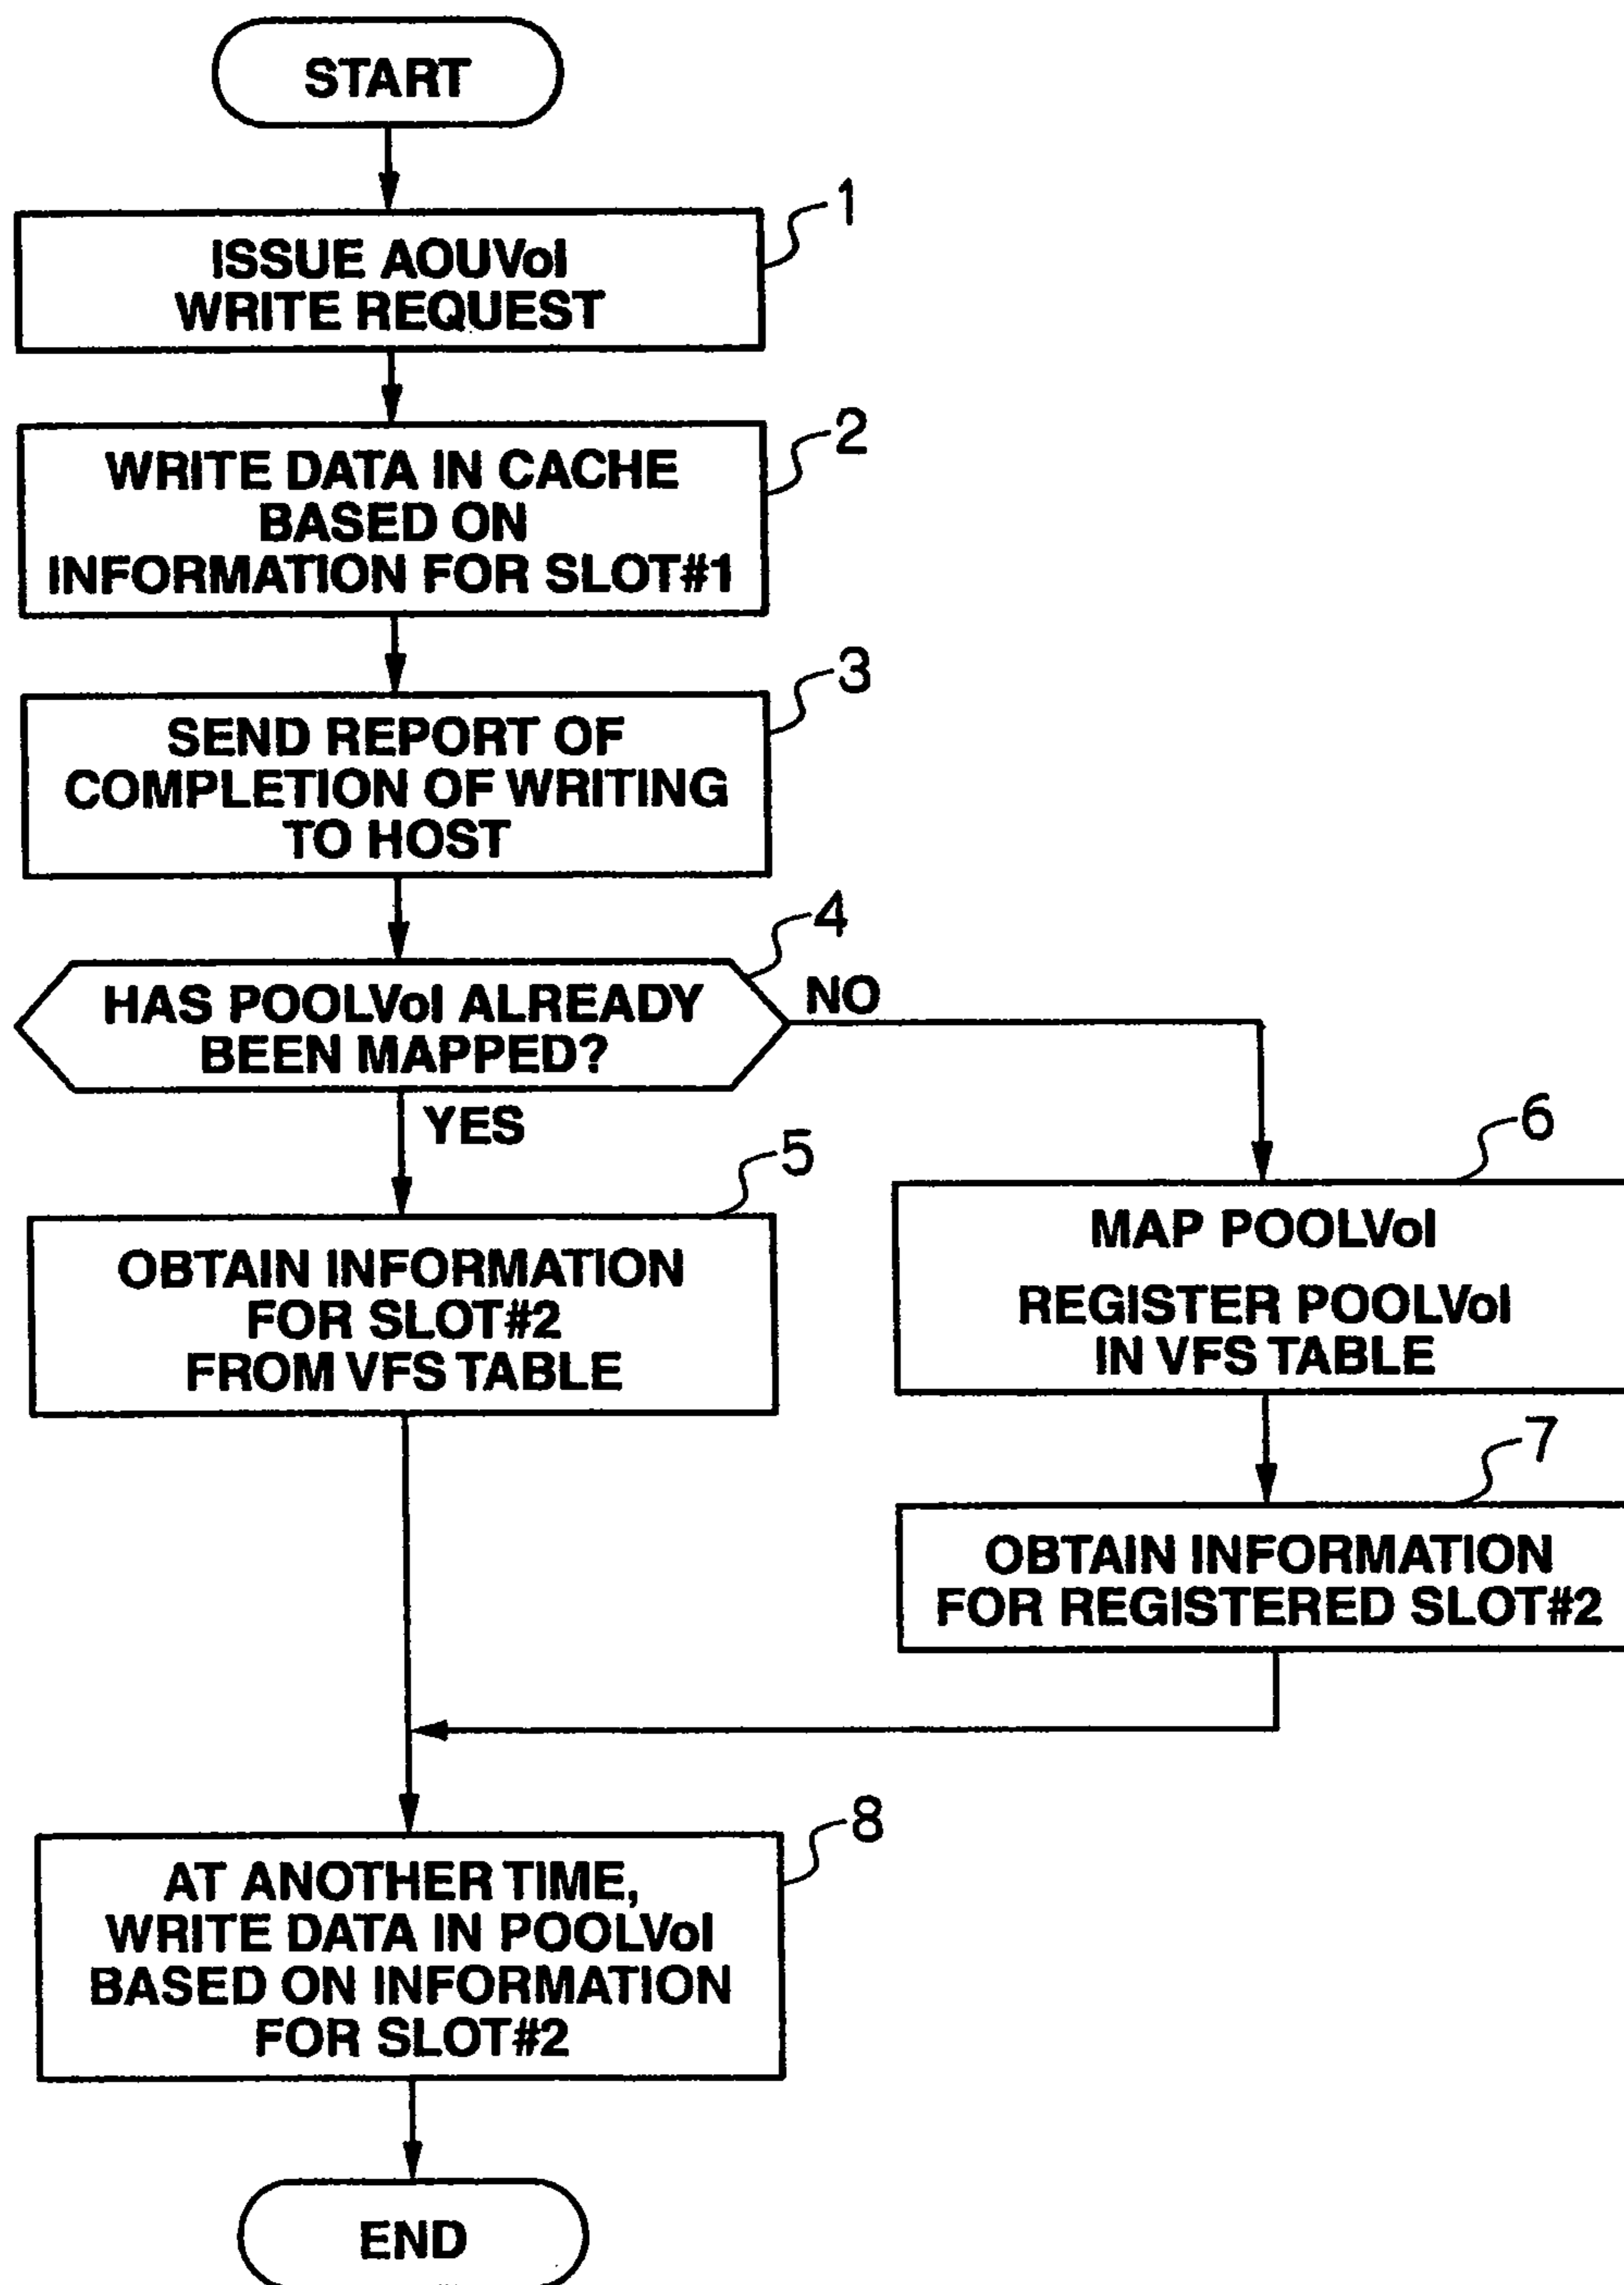 START
1
ISSUE AOUVol
WRITE REQUEST
2
WRITE DATA IN CACHE
BASED ON
INFORMATION FOR SLOT#1
3
SEND REPORT OF
COMPLETION OF WRITING
TO HOST
4
HAS POOLVol ALREADY
BEEN MAPPED?
NO
YES
5
OBTAIN INFORMATION
FOR SLOT#2
FROM VFS TABLE
6
MAP POOLVol
REGISTER POOLVol
IN VFS TABLE
7
OBTAIN INFORMATION
FOR REGISTERED SLOT#2
8
AT ANOTHER TIME,
WRITE DATA IN POOLVol
BASED ON INFORMATION
FOR SLOT#2
END